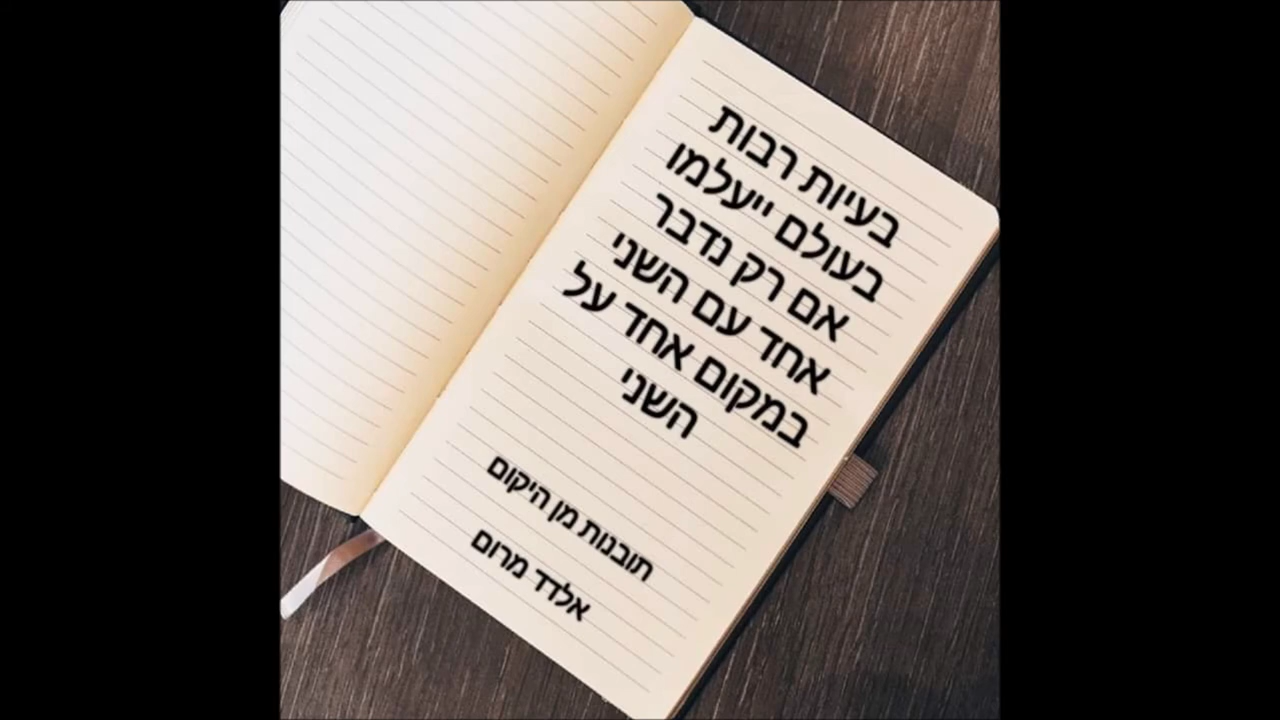 בעיות רבות
בעולם ייעלמו
אם רק נדבר
אחד עם השני
במקום אחד על
השני
תובנות מן היקום
אלדד מרום